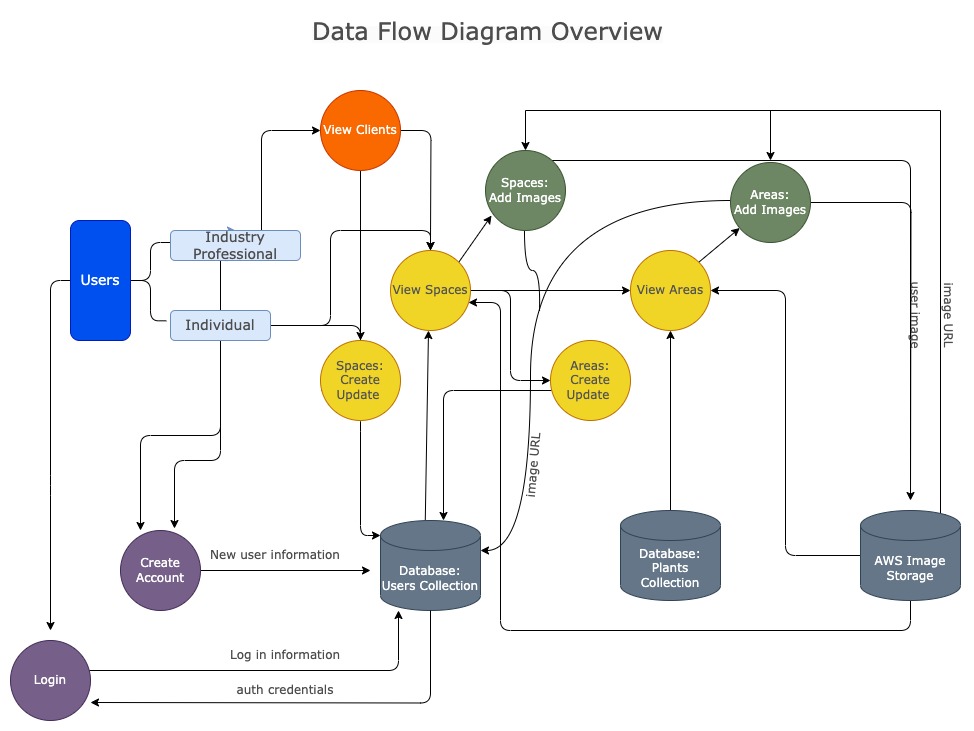 Data Flow Diagram Overview
View Clients
Spaces:
Add Images
Areas:
Add Images
Industry
Professional
Users
View Spaces
View Areas
user image
image URL
Individual
Spaces:
Create
Update
Areas:
Create
Update
image URL
Create
Account
New user information
Database:
Users Collection
Database:
Plants
Collection
AWS Image
Storage
Login
Log in information
auth credentials